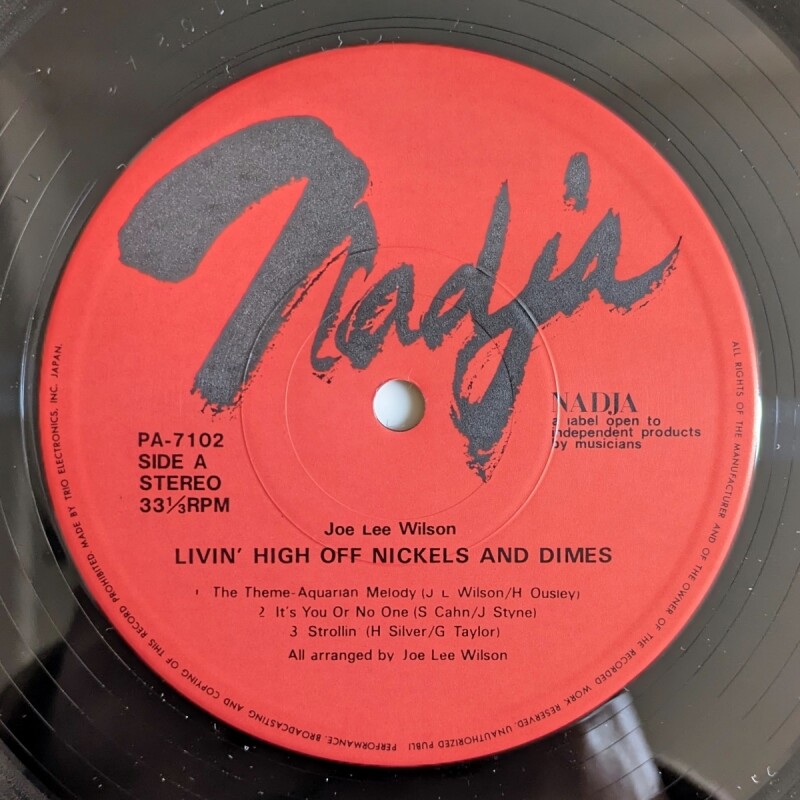 Nadja
NADJA
a label open to
independent products
by musicians
PA-7102
SIDE A
STEREO
33⅓RPM
Joe Lee Wilson
LIVIN' HIGH OFF NICKELS AND DIMES
1 The Theme-Aquarian Melody (J L Wilson/H Ousley)
2 It's You Or No One (S Cahn/J Styne)
3 Strollin (H Silver/G Taylor)
All arranged by Joe Lee Wilson
ALL RIGHTS OF THE MANUFACTURER AND OF THE OWNER OF THE RECORDED WORK RESERVED. UNAUTHORIZED PUBLI PERFORMANCE, BROADCASTING AND COPYING OF THIS RECORD PROHIBITED. MADE BY TRIO ELECTRONICS, INC. JAPAN.